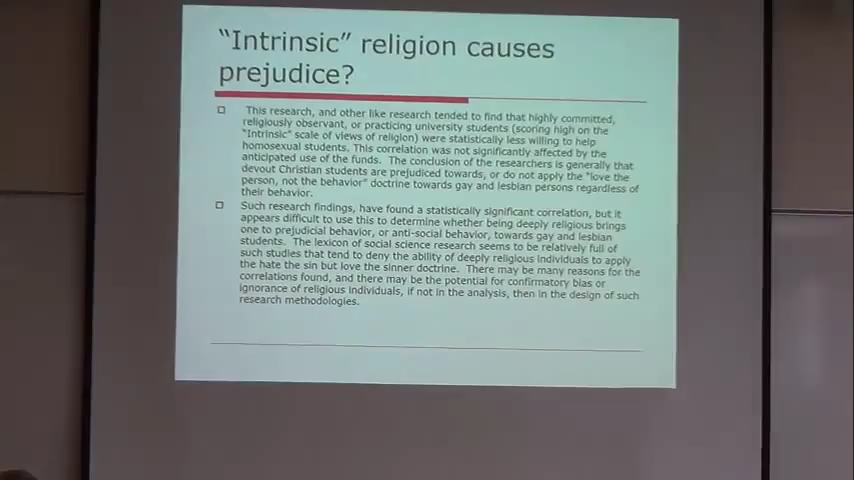 "Intrinsic" religion causes
prejudice?
This research, and other like research tended to find that highly committed,
religiously observant, or practicing university students (scoring high on the
"Intrinsic" scale of views of religion) were statistically less willing to help
homosexual students. This correlation was not significantly affected by the
anticipated use of the funds. The conclusion of the researchers is generally that
devout Christian students are prejudiced towards, or do not apply the "love the
person, not the behavior" doctrine towards gay and lesbian persons regardless of
their behavior.
Such research findings, have found a statistically significant correlation, but it
appears difficult to use this to determine whether being deeply religious brings
one to prejudicial behavior, or anti-social behavior, towards gay and lesbian
students. The lexicon of social science research seems to be relatively full of
such studies that tend to deny the ability of deeply religious individuals to apply
the hate the sin but love the sinner doctrine. There may be many reasons for the
correlations found, and there may be the potential for confirmatory bias or
ignorance of religious individuals, if not in the analysis, then in the design of such
research methodologies.